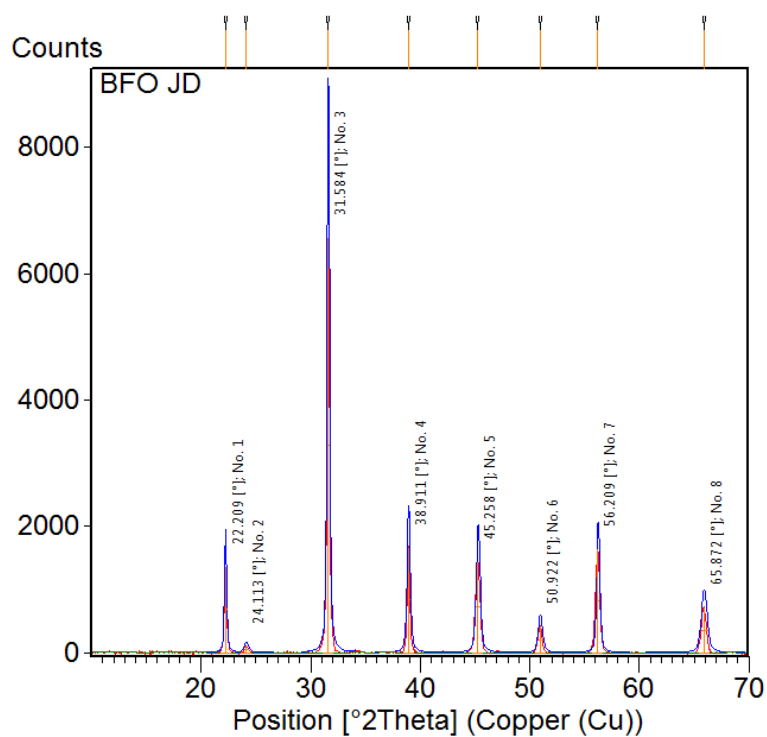 Counts
BFO JD
8000
6000
4000
2000
0
22.209 [°]; No. 1
24.113 [°]; No. 2
31.584 [°]; No. 3
38.911 [°]; No. 4
45.258 [°]; No. 5
50.922 [°]; No. 6
56.209 [°]; No. 7
65.872 [°]; No. 8
20 30 40 50 60 70
Position [°2Theta] (Copper (Cu))